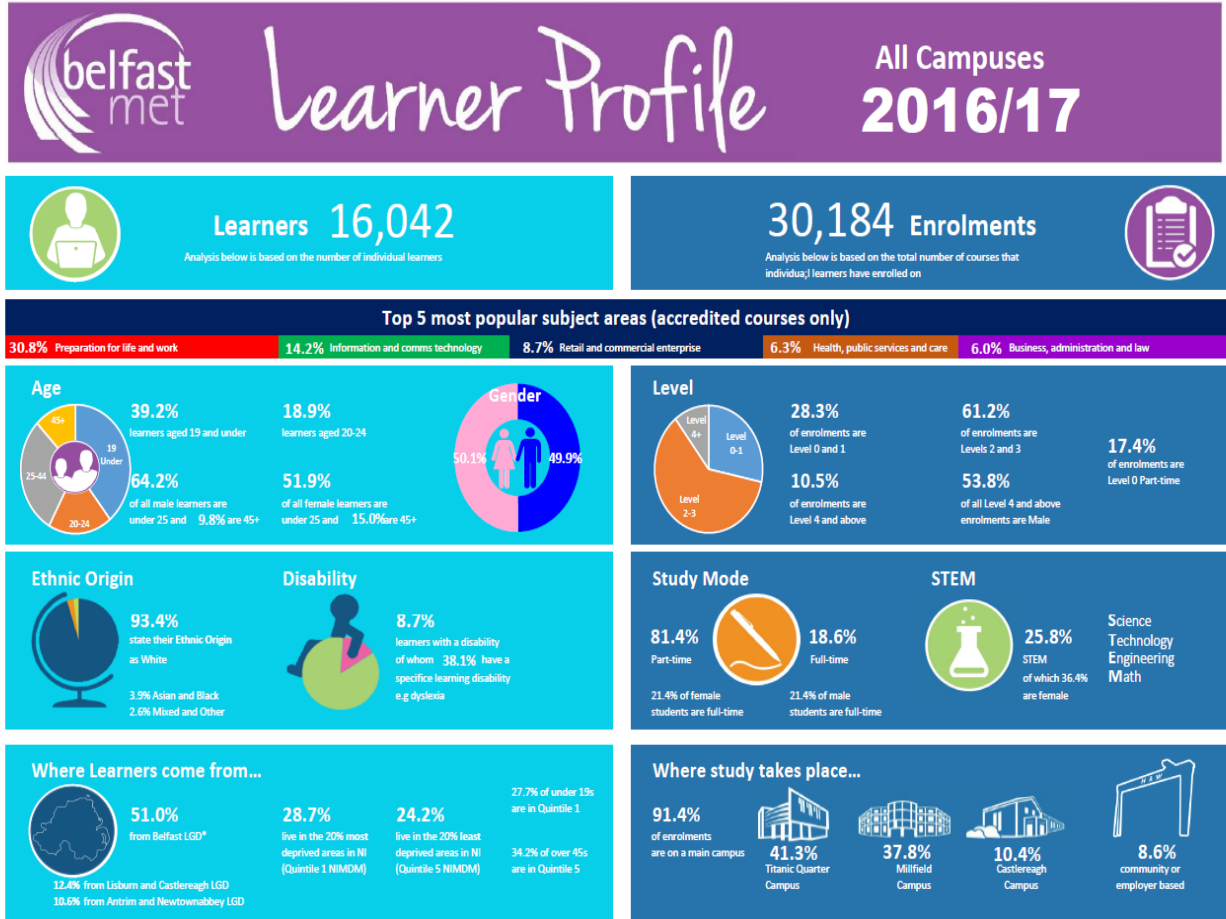 belfast
met
Learner Profile
All Campuses
2016/17
Learners 16,042
Analysis below is based on the number of individual learners
30,184 Enrolments
Analysis below is based on the total number of courses that
individua;l learners have enrolled on
Top 5 most popular subject areas (accredited courses only)
30.8% Preparation for life and work
14.2% Information and comms technology
8.7% Retail and commercial enterprise
6.3% Health, public services and care
6.0% Business, administration and law
Age
45+
19
Under
25-44
20-24
39.2%
learners aged 19 and under
18.9%
learners aged 20-24
64.2%
of all male learners are
under 25 and 9.8% are 45+
51.9%
of all female learners are
under 25 and 15.0%are 45+
Gender
50.1%
49.9%
Level
Level
4+
Level
0-1
Level
2-3
28.3%
of enrolments are
Level 0 and 1
61.2%
of enrolments are
Levels 2 and 3
17.4%
of enrolments are
Level 0 Part-time
10.5%
of enrolments are
Level 4 and above
53.8%
of all Level 4 and above
enrolments are Male
Ethnic Origin
93.4%
state their Ethnic Origin
as White
3.9% Asian and Black
2.6% Mixed and Other
Disability
8.7%
learners with a disability
of whom 38.1% have a
specifice learning disability
e.g dyslexia
Study Mode
81.4%
Part-time
18.6%
Full-time
21.4% of female
students are full-time
21.4% of male
students are full-time
STEM
25.8%
STEM
of which 36.4%
are female
Science
Technology
Engineering
Math
Where Learners come from...
51.0%
from Belfast LGD*
12.4% from Lisburn and Castlereagh LGD
10.6% from Antrim and Newtownabbey LGD
28.7%
live in the 20% most
deprived areas in NI
(Quintile 1 NIMDM)
24.2%
live in the 20% least
deprived areas in NI
(Quintile 5 NIMDM)
27.7% of under 19s
are in Quintile 1
34.2% of over 45s
are in Quintile 5
Where study takes place...
91.4%
of enrolments
are on a main campus
41.3%
Titanic Quarter
Campus
37.8%
Millfield
Campus
10.4%
Castlereagh
Campus
H&W
8.6%
community or
employer based